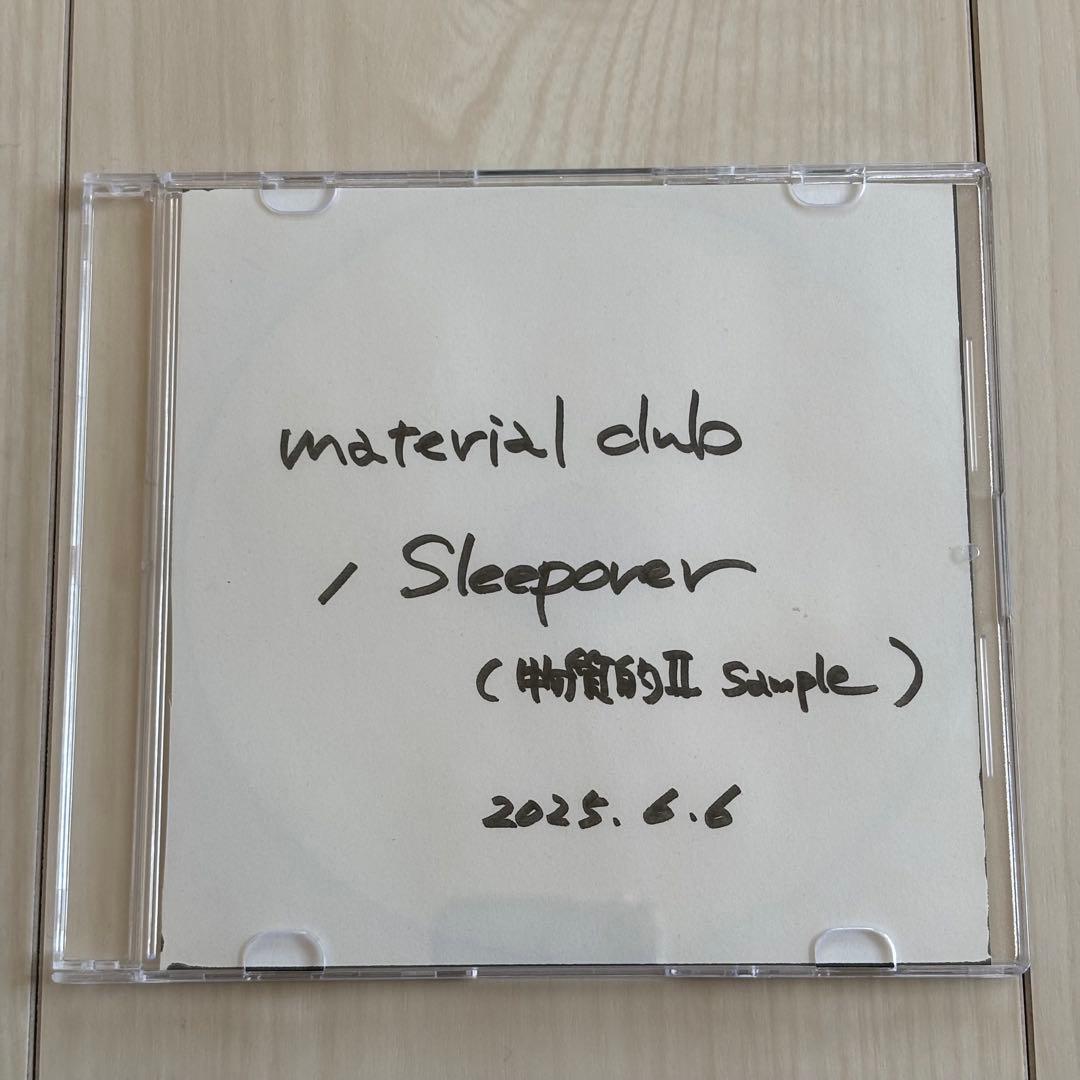 material club
/ Sleepover
(物質的Ⅱ Sample)
2025.6.6